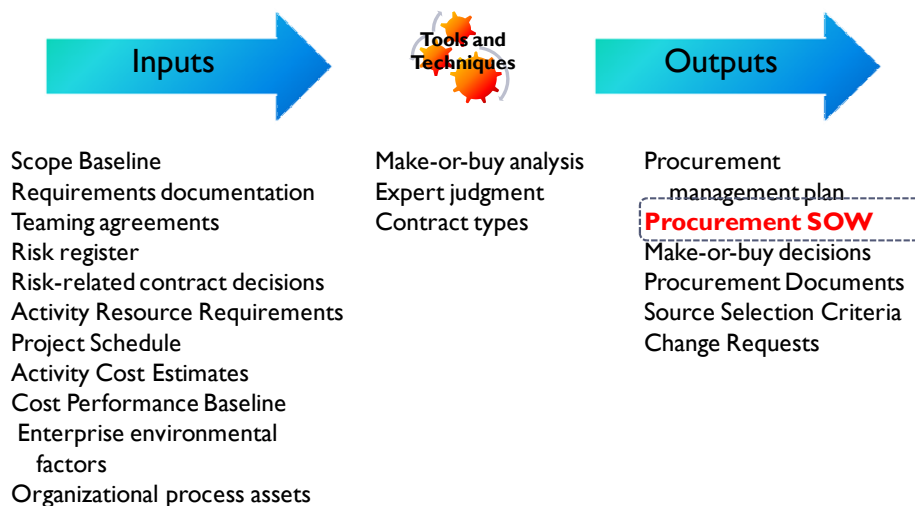 Inputs
Tools and
Techniques
Outputs
Scope Baseline
Requirements documentation
Teaming agreements
Risk register
Risk-related contract decisions
Activity Resource Requirements
Project Schedule
Activity Cost Estimates
Cost Performance Baseline
Enterprise environmental
factors
Organizational process assets
Make-or-buy analysis
Expert judgment
Contract types
Procurement
management plan
Procurement SOW
Make-or-buy decisions
Procurement Documents
Source Selection Criteria
Change Requests